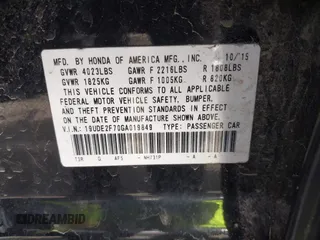 MFD. BY HONDA OF AMERICA MFG., INC. 10/15
GVWR 4023LBS GAWR F 2216LBS R 1808LBS
GVWR 1825KG GAWR F 1005KG R 820KG
THIS VEHICLE CONFORMS TO ALL APPLICABLE
FEDERAL MOTOR VEHICLE SAFETY, BUMPER,
AND THEFT PREVENTION STANDARDS IN EFFECT
ON THE DATE OF MANUFACTURE SHOWN ABOVE.
V.I.N.: 19UDE2F70GA019849 TYPE: PASSENGER CAR
AF5 NH731P
DREAMBID